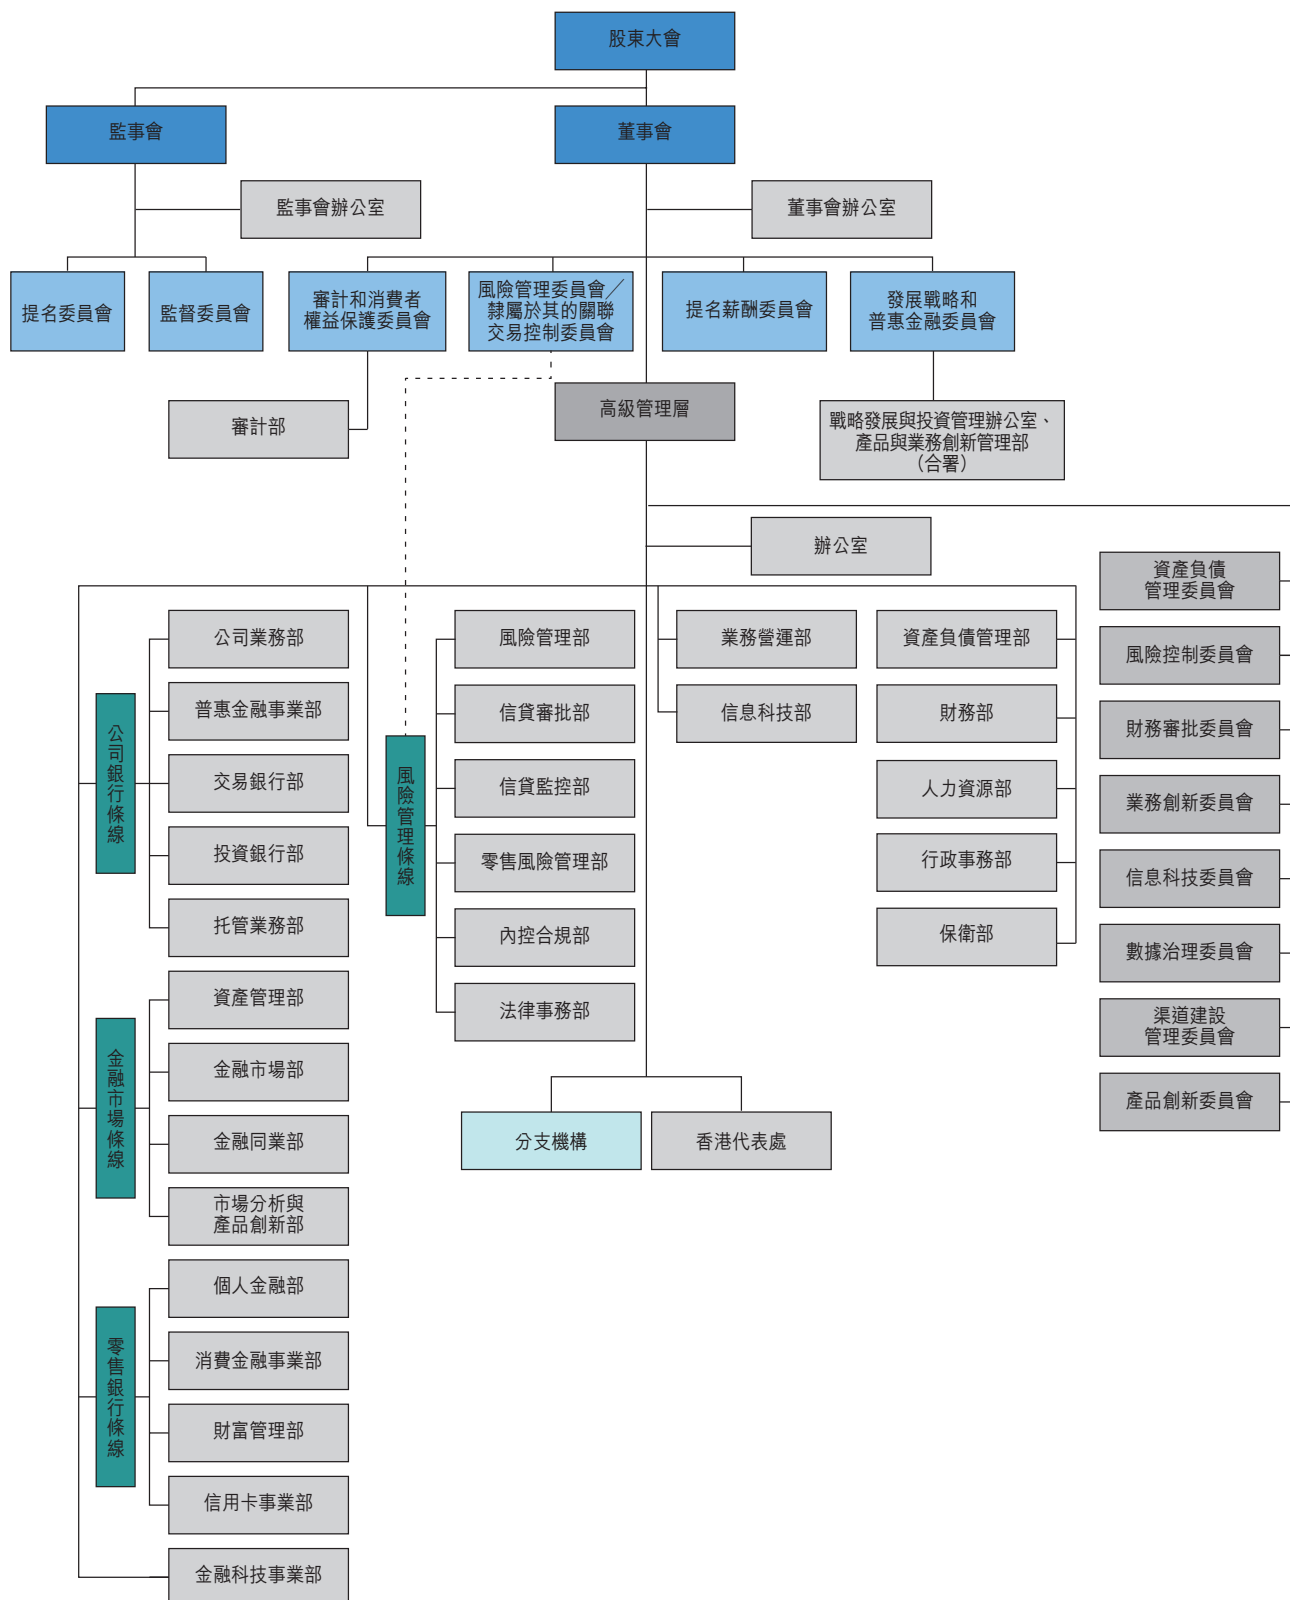 股東大會
監事會
董事會
監事會辦公室
董事會辦公室
提名委員會
監督委員會
審計和消費者
權益保護委員會
風險管理委員會／
隸屬於其的關聯
交易控制委員會
提名薪酬委員會
發展戰略和
普惠金融委員會
審計部
高級管理層
戰略發展與投資管理辦公室、
產品與業務創新管理部
（合署）
辦公室
公司銀行條線
公司業務部
普惠金融事業部
交易銀行部
投資銀行部
托管業務部
金融市場條線
資產管理部
金融市場部
金融同業部
市場分析與
產品創新部
零售銀行條線
個人金融部
消費金融事業部
財富管理部
信用卡事業部
金融科技事業部
風險管理條線
風險管理部
信貸審批部
信貸監控部
零售風險管理部
內控合規部
法律事務部
業務營運部
信息科技部
資產負債管理部
財務部
人力資源部
行政事務部
保衛部
資產負債
管理委員會
風險控制委員會
財務審批委員會
業務創新委員會
信息科技委員會
數據治理委員會
渠道建設
管理委員會
產品創新委員會
分支機構
香港代表處